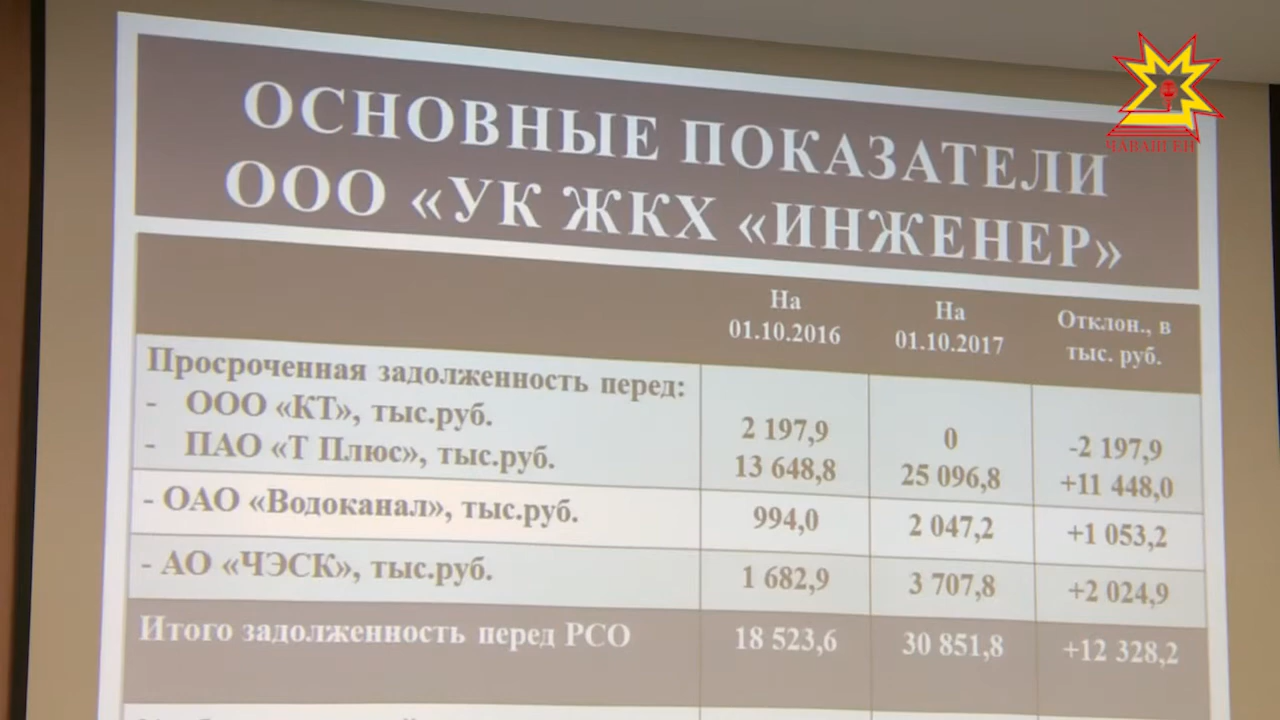 ЧӐВАШ ЕН
ОСНОВНЫЕ ПОКАЗАТЕЛИ
ООО «УК ЖКХ «ИНЖЕНЕР»
На 01.10.2016 На 01.10.2017 Отклон., в тыс. руб.
Просроченная задолженность перед:
- ООО «КТ», тыс.руб. 2 197,9 0 -2 197,9
- ПАО «Т Плюс», тыс.руб. 13 648,8 25 096,8 +11 448,0
- ОАО «Водоканал», тыс.руб. 994,0 2 047,2 +1 053,2
- АО «ЧЭСК», тыс.руб. 1 682,9 3 707,8 +2 024,9
Итого задолженность перед РСО 18 523,6 30 851,8 +12 328,2